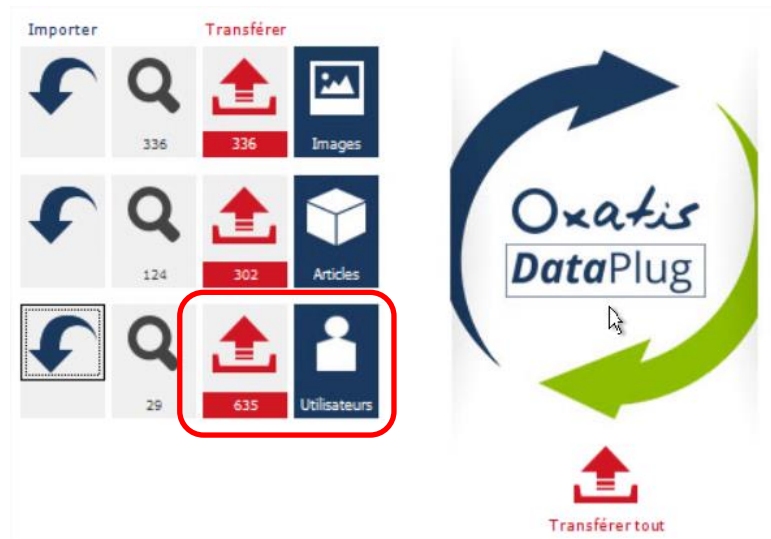 Importer Transférer
336 336 Images
124 302 Articles
29 635 Utilisateurs
Oxatis
DataPlug
Transférer tout